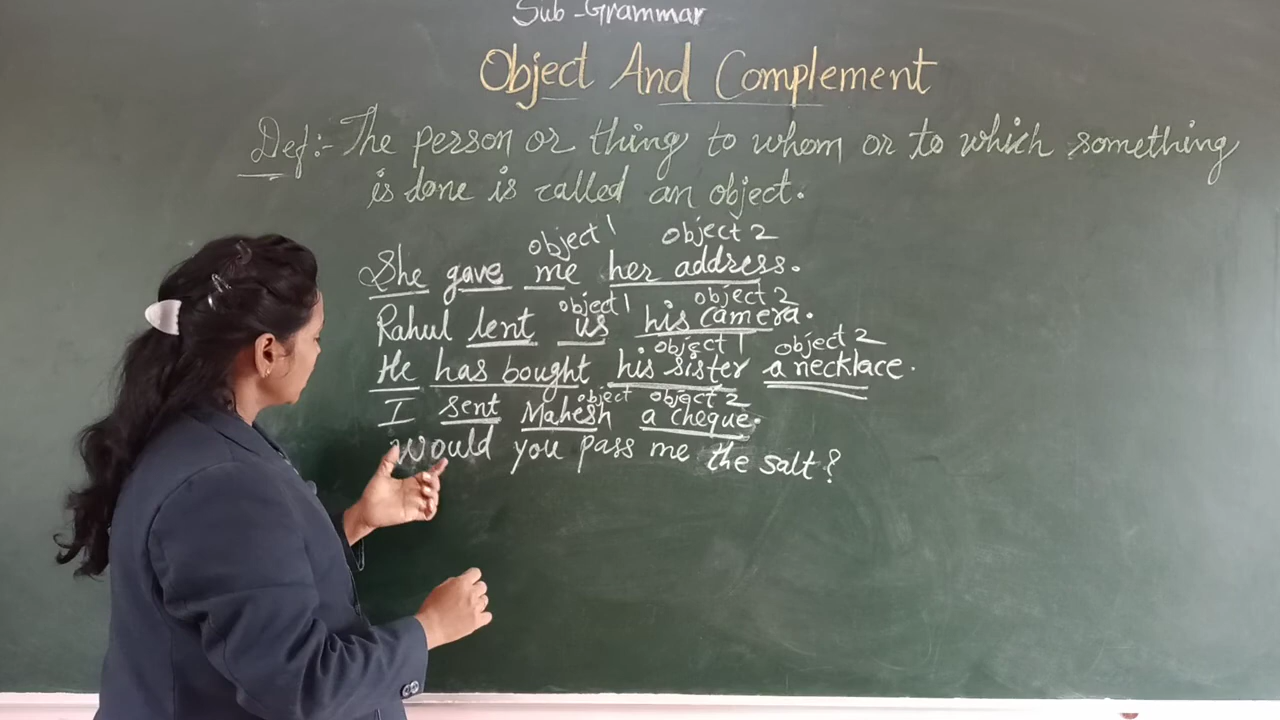 Sub-Grammar
Object And Complement
Def:- The person or thing to whom or to which something
is done is called an object.
object 1 object 2
She gave me her address.
object 1 object 2
Rahul lent us his camera.
object 1 object 2
He has bought his sister a necklace.
object object 2
I sent Mahesh a cheque.
Would you pass me the salt?